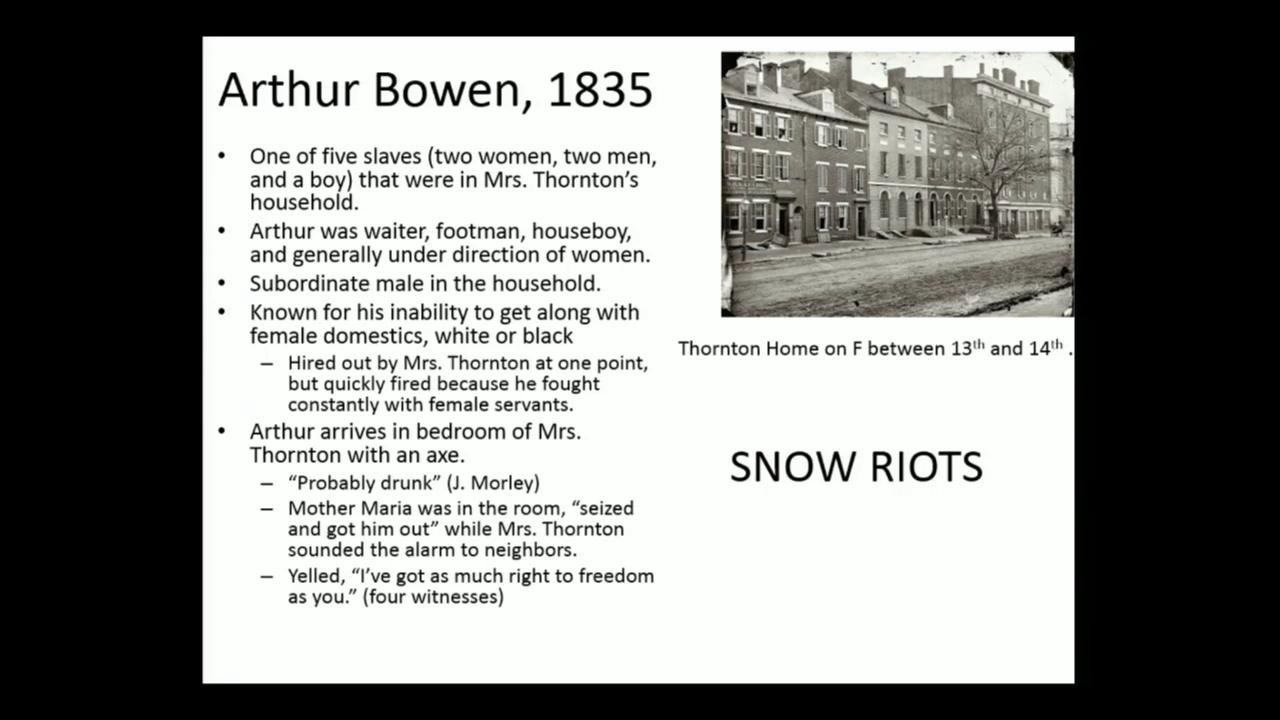 Arthur Bowen, 1835
• One of five slaves (two women, two men,
and a boy) that were in Mrs. Thornton’s
household.
• Arthur was waiter, footman, houseboy,
and generally under direction of women.
• Subordinate male in the household.
• Known for his inability to get along with
female domestics, white or black
– Hired out by Mrs. Thornton at one point,
but quickly fired because he fought
constantly with female servants.
• Arthur arrives in bedroom of Mrs.
Thornton with an axe.
– “Probably drunk” (J. Morley)
– Mother Maria was in the room, “seized
and got him out” while Mrs. Thornton
sounded the alarm to neighbors.
– Yelled, “I’ve got as much right to freedom
as you.” (four witnesses)
Thornton Home on F between 13th and 14th .
SNOW RIOTS